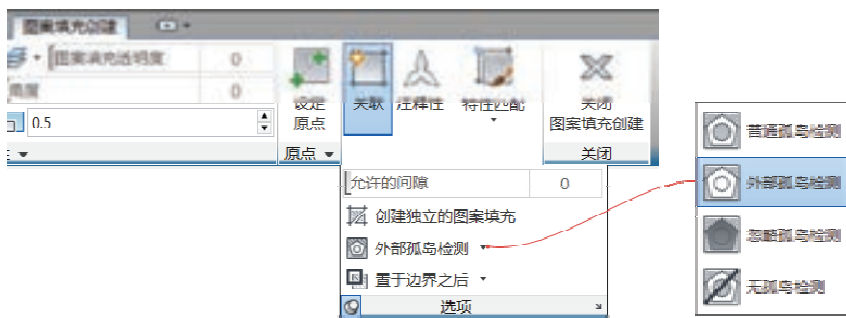 图案填充创建
图案填充透明度 0
角度 0
0.5
设定
原点
关联 注释性 特性匹配
关闭
图案填充创建
原点
关闭
允许的间隙 0
创建独立的图案填充
外部孤岛检测
置于边界之后
选项
普通孤岛检测
外部孤岛检测
忽略孤岛检测
无孤岛检测